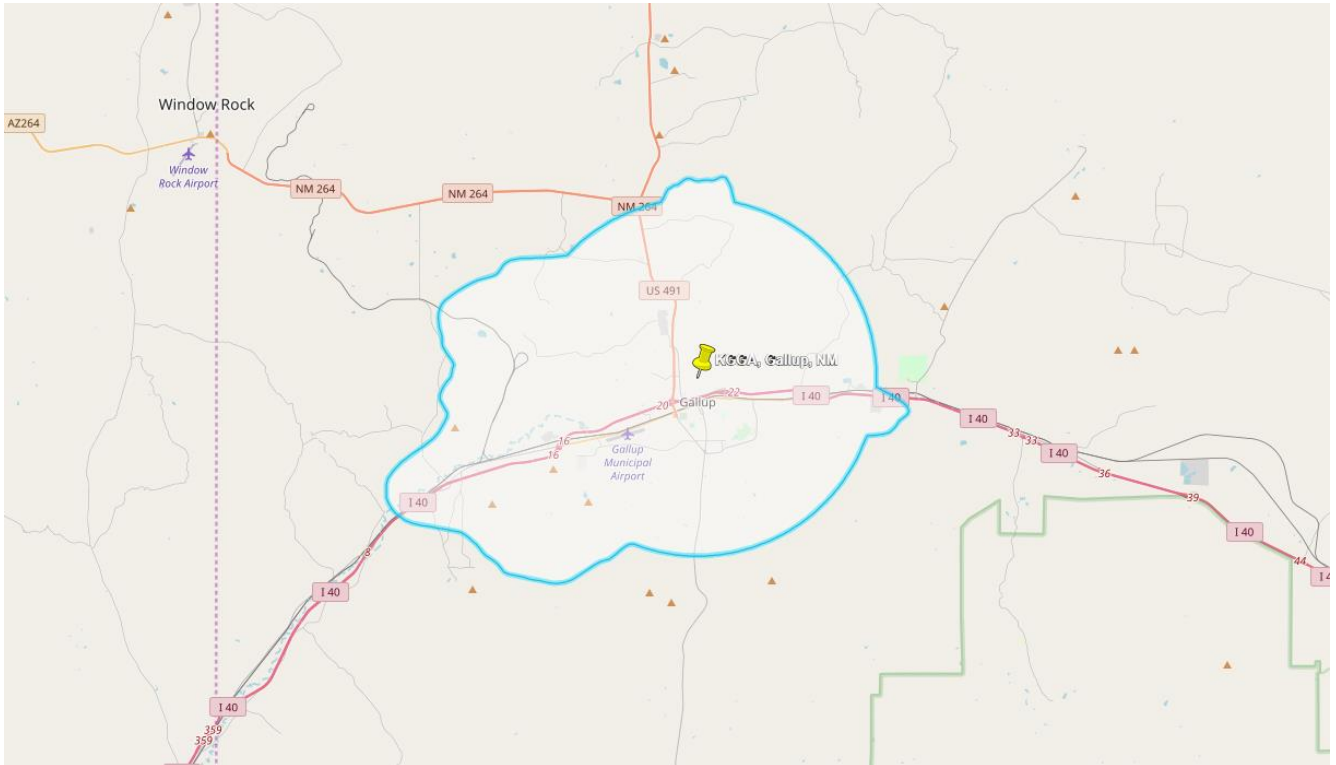 Window Rock
AZ264
Window
Rock Airport
NM 264
NM 264
NM 264
US 491
KGGA, Gallup, NM
22
I 40
I 40
20
Gallup
I 40
16
16
Gallup
Municipal
Airport
33
33
I 40
36
39
I 40
I 40
8
44
I 4
I 40
I 40
359
359